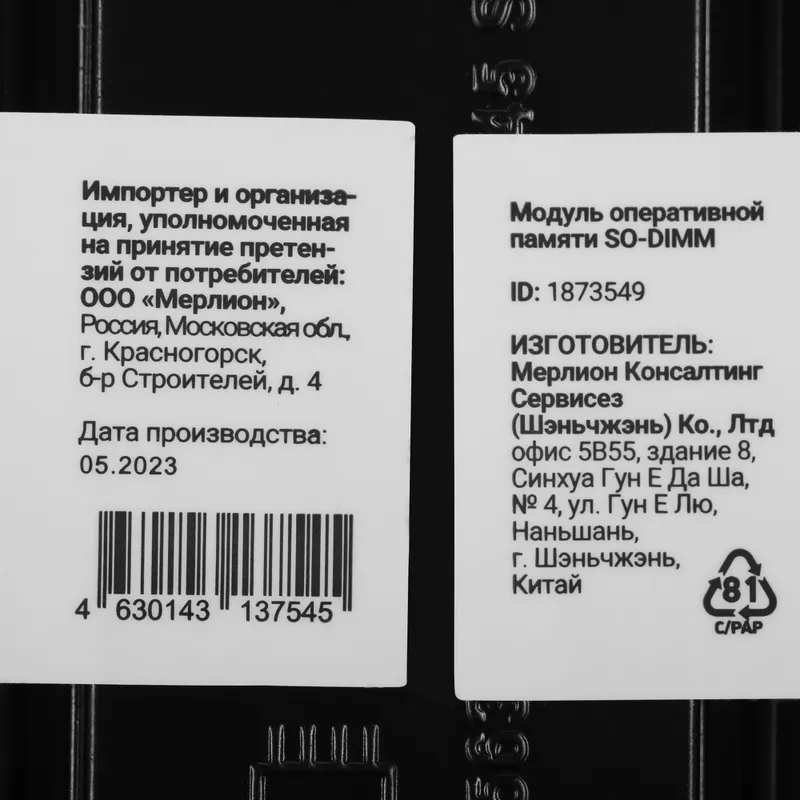 Импортер и организа-
ция, уполномоченная
на принятие претен-
зий от потребителей:
ООО «Мерлион»,
Россия, Московская обл.,
г. Красногорск,
б-р Строителей, д. 4
Дата производства:
05.2023
4 630143 137545
Модуль оперативной
памяти SO-DIMM
ID: 1873549
ИЗГОТОВИТЕЛЬ:
Мерлион Консалтинг
Сервисез
(Шэньчжэнь) Ко., Лтд
офис 5B55, здание 8,
Синхуа Гун Е Да Ша,
№ 4, ул. Гун Е Лю,
Наньшань,
г. Шэньчжэнь,
Китай
81
C/PAP